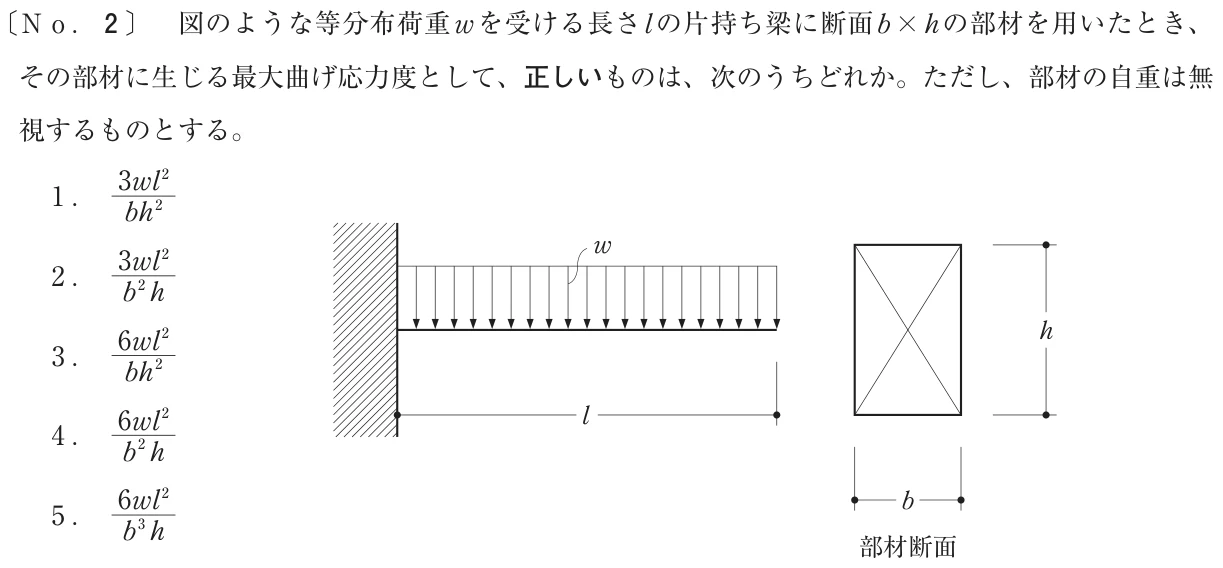 〔No. 2〕 図のような等分布荷重wを受ける長さlの片持ち梁に断面b×hの部材を用いたとき、
その部材に生じる最大曲げ応力度として、正しいものは、次のうちどれか。ただし、部材の自重は無
視するものとする。
1. 3wl²/bh²
2. 3wl²/b²h
3. 6wl²/bh²
4. 6wl²/b²h
5. 6wl²/b³h
w
l
h
b
部材断面